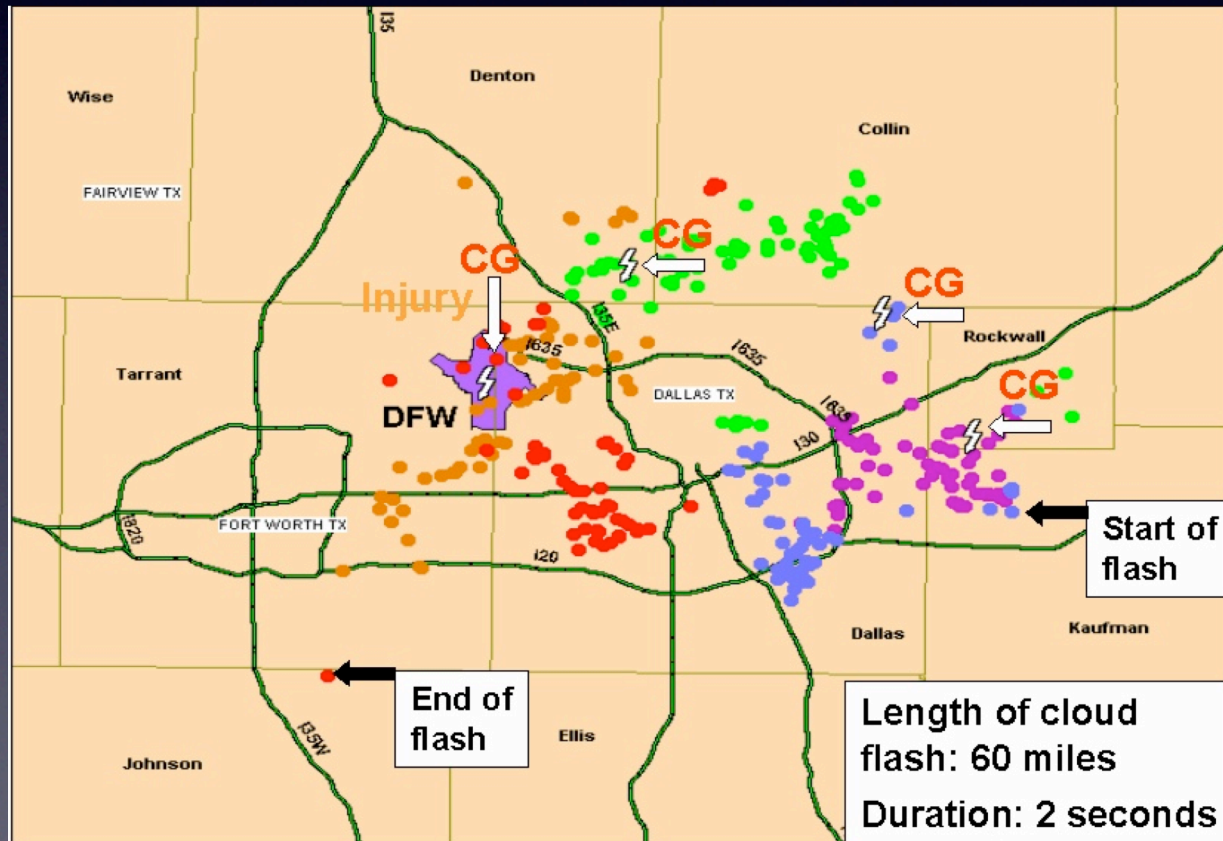 I35
Denton
Wise
Collin
FAIRVIEW TX
CG
CG
CG
Injury
I35E
Rockwall
I635
I635
Tarrant
DALLAS TX
CG
DFW
I635
I30
I820
FORT WORTH TX
Start of
flash
I20
Dallas
Kaufman
End of
flash
Length of cloud
flash: 60 miles
Duration: 2 seconds
I35W
Ellis
Johnson